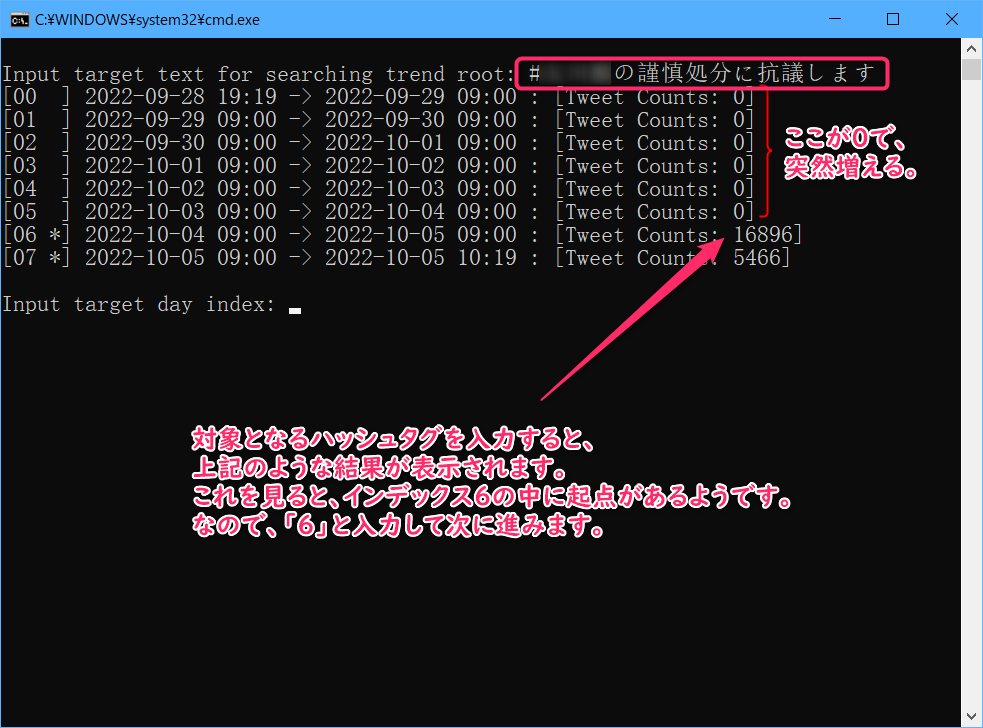 C:¥WINDOWS¥system32¥cmd.exe
Input target text for searching trend root: #の謹慎処分に抗議します
[00  ] 2022-09-28 19:19 -> 2022-09-29 09:00 : [Tweet Counts: 0]
[01  ] 2022-09-29 09:00 -> 2022-09-30 09:00 : [Tweet Counts: 0]
[02  ] 2022-09-30 09:00 -> 2022-10-01 09:00 : [Tweet Counts: 0]
[03  ] 2022-10-01 09:00 -> 2022-10-02 09:00 : [Tweet Counts: 0]
[04  ] 2022-10-02 09:00 -> 2022-10-03 09:00 : [Tweet Counts: 0]
[05  ] 2022-10-03 09:00 -> 2022-10-04 09:00 : [Tweet Counts: 0]
[06 *] 2022-10-04 09:00 -> 2022-10-05 09:00 : [Tweet Counts: 16896]
[07 *] 2022-10-05 09:00 -> 2022-10-05 10:19 : [Tweet Counts: 5466]
ここが0で、
突然増える。
Input target day index:
対象となるハッシュタグを入力すると、
上記のような結果が表示されます。
これを見ると、インデックス6の中に起点があるようです。
なので、「6」と入力して次に進みます。